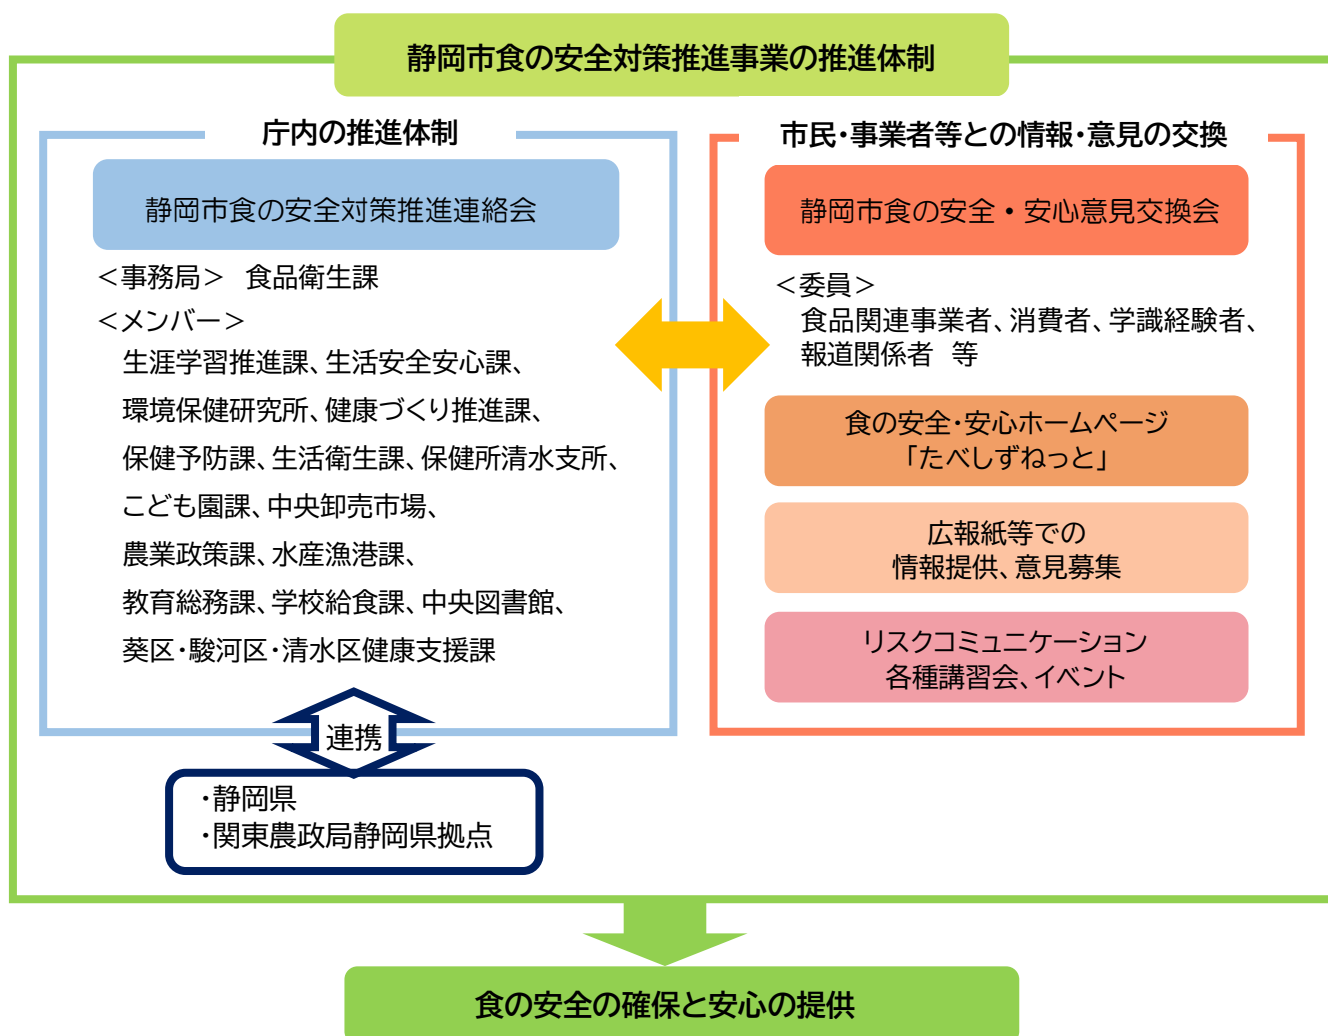 静岡市食の安全対策推進事業の推進体制
庁内の推進体制
静岡市食の安全対策推進連絡会
＜事務局＞　食品衛生課
＜メンバー＞
生涯学習推進課、生活安全安心課、
環境保健研究所、健康づくり推進課、
保健予防課、生活衛生課、保健所清水支所、
こども園課、中央卸売市場、
農業政策課、水産漁港課、
教育総務課、学校給食課、中央図書館、
葵区・駿河区・清水区健康支援課
連携
・静岡県
・関東農政局静岡県拠点
市民・事業者等との情報・意見の交換
静岡市食の安全・安心意見交換会
＜委員＞
食品関連事業者、消費者、学識経験者、
報道関係者　等
食の安全・安心ホームページ
「たべしずねっと」
広報紙等での
情報提供、意見募集
リスクコミュニケーション
各種講習会、イベント
食の安全の確保と安心の提供